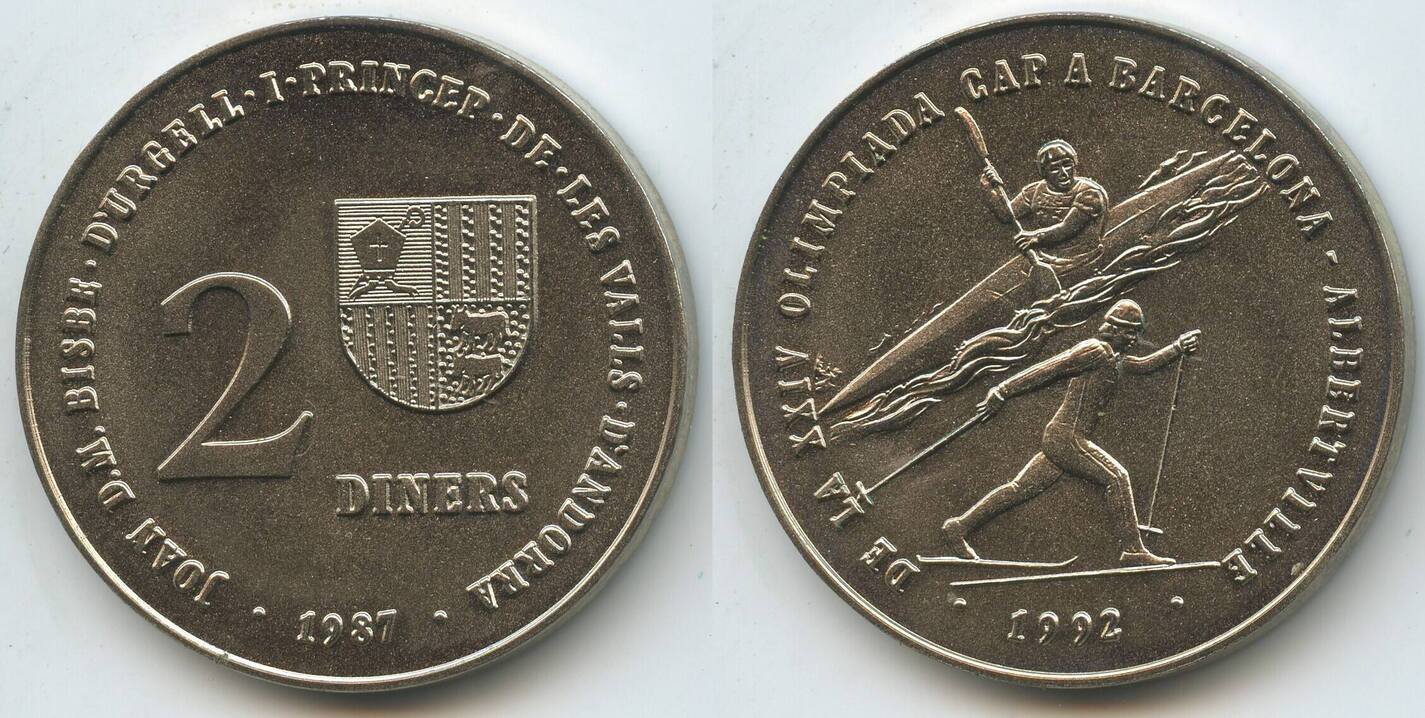 JOAN D.M. BISBE · D'URGELL · I · PRINCEP · DE · LES VALLS · D'ANDORRA
2
DINERS
· 1987 ·
DE LA XXIV OLIMPIADA CAP A BARCELONA - ALBERTVILLE
· 1992 ·